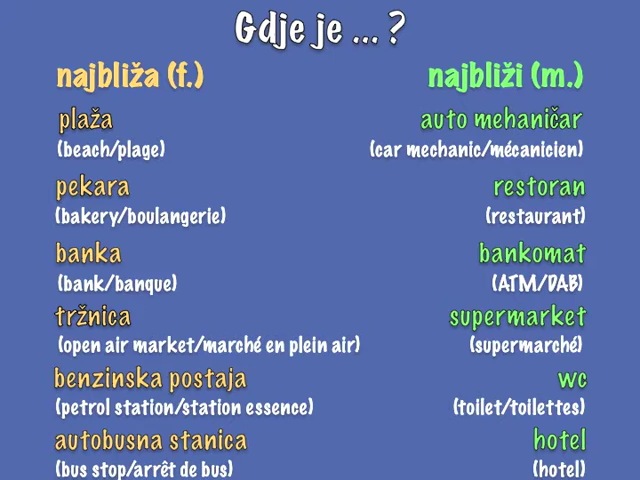 Gdje je ... ?
najbliža (f.) najbliži (m.)
plaža auto mehaničar
(beach/plage) (car mechanic/mécanicien)
pekara restoran
(bakery/boulangerie) (restaurant)
banka bankomat
(bank/banque) (ATM/DAB)
tržnica supermarket
(open air market/marché en plein air) (supermarché)
benzinska postaja wc
(petrol station/station essence) (toilet/toilettes)
autobusna stanica hotel
(bus stop/arrêt de bus) (hotel)